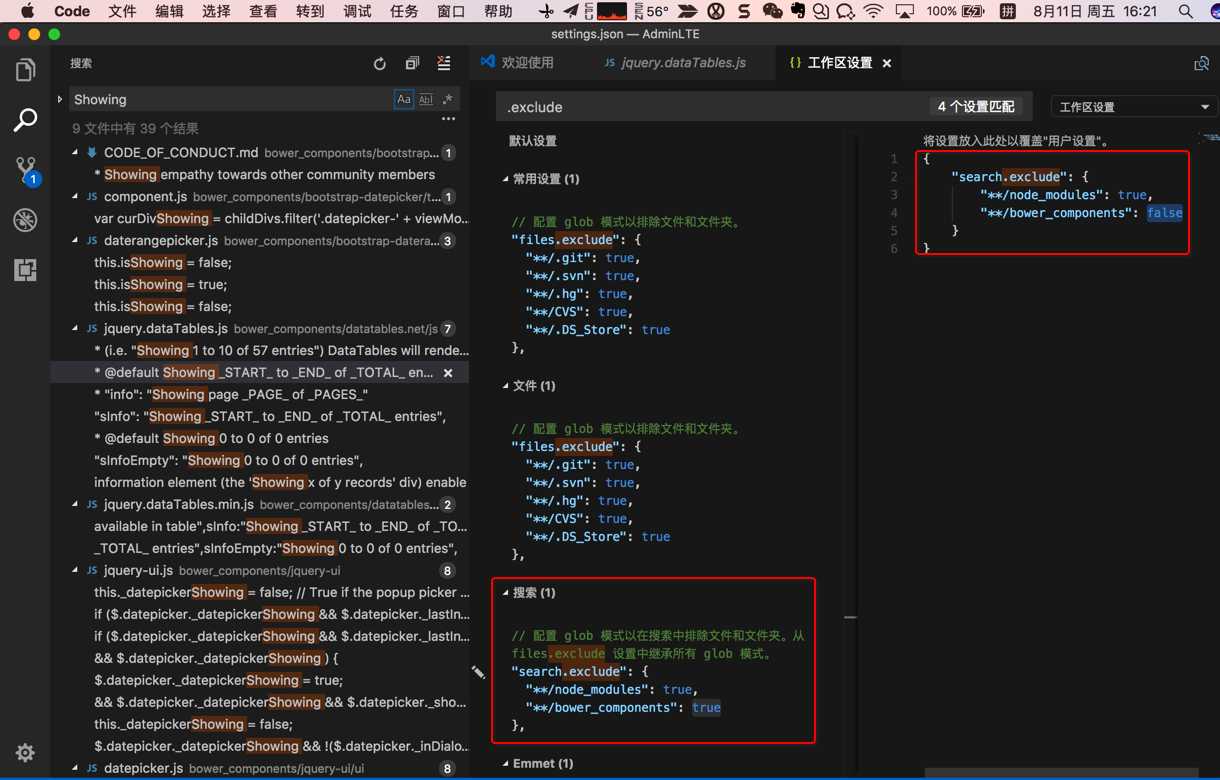 Code 文件 编辑 选择 查看 转到 调试 任务 窗口 帮助 56° 100% 拼 8月11日 周五 16:21
settings.json — AdminLTE
搜索
欢迎使用
JS jquery.dataTables.js
{} 工作区设置
Showing
Aa Abl .*
9 文件中有 39 个结果
CODE_OF_CONDUCT.md bower_components/bootstrap... 1
* Showing empathy towards other community members
JS component.js bower_components/bootstrap-datepicker/t... 1
var curDivShowing = childDivs.filter('.datepicker-' + viewMo...
JS daterangepicker.js bower_components/bootstrap-datera... 3
this.isShowing = false;
this.isShowing = true;
this.isShowing = false;
JS jquery.dataTables.js bower_components/datatables.net/js 7
* (i.e. "Showing 1 to 10 of 57 entries") DataTables will rende...
* @default Showing _START_ to _END_ of _TOTAL_ en...
* "info": "Showing page _PAGE_ of _PAGES_"
"sInfo": "Showing _START_ to _END_ of _TOTAL_ entries",
* @default Showing 0 to 0 of 0 entries
"sInfoEmpty": "Showing 0 to 0 of 0 entries",
information element (the 'Showing x of y records' div) enable
JS jquery.dataTables.min.js bower_components/datatables... 2
available in table",sInfo:"Showing _START_ to _END_ of _TO...
_TOTAL_ entries",sInfoEmpty:"Showing 0 to 0 of 0 entries",
JS jquery-ui.js bower_components/jquery-ui 8
this._datepickerShowing = false; // True if the popup picker ...
if ($.datepicker._datepickerShowing && $.datepicker._lastIn...
if ($.datepicker._datepickerShowing && $.datepicker._lastIn...
&& $.datepicker._datepickerShowing ) {
$.datepicker._datepickerShowing = true;
&& $.datepicker._datepickerShowing && $.datepicker._sho...
this._datepickerShowing = false;
$.datepicker._datepickerShowing && !($.datepicker._inDialo...
JS datepicker.js bower_components/jquery-ui/ui 8
1
.exclude
4 个设置匹配
工作区设置
默认设置
常用设置 (1)
// 配置 glob 模式以排除文件和文件夹。
"files.exclude": {
"**/.git": true,
"**/.svn": true,
"**/.hg": true,
"**/CVS": true,
"**/.DS_Store": true
},
文件 (1)
// 配置 glob 模式以排除文件和文件夹。
"files.exclude": {
"**/.git": true,
"**/.svn": true,
"**/.hg": true,
"**/CVS": true,
"**/.DS_Store": true
},
搜索 (1)
// 配置 glob 模式以在搜索中排除文件和文件夹。从
files.exclude 设置中继承所有 glob 模式。
"search.exclude": {
"**/node_modules": true,
"**/bower_components": true
},
Emmet (1)
将设置放入此处以覆盖"用户设置"。
1 {
2 "search.exclude": {
3 "**/node_modules": true,
4 "**/bower_components": false
5 }
6 }